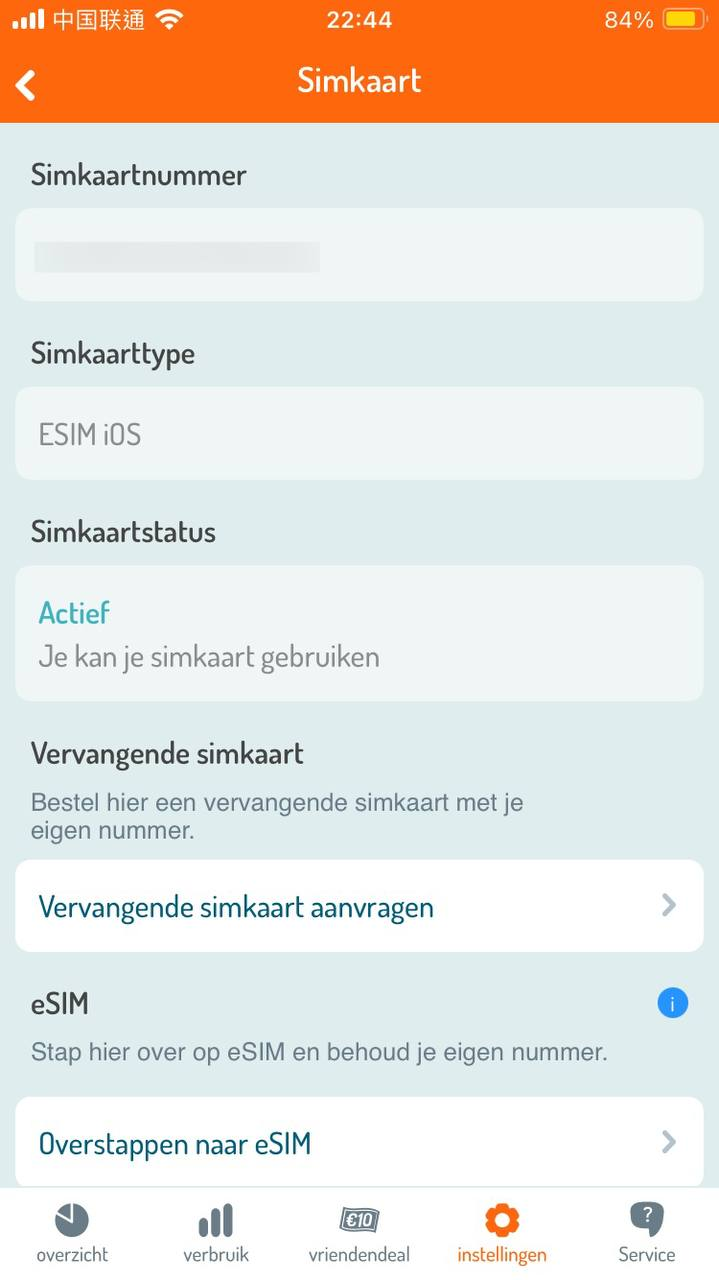 中国联通 22:44 84%
Simkaart
Simkaartnummer
Simkaarttype
ESIM iOS
Simkaartstatus
Actief
Je kan je simkaart gebruiken
Vervangende simkaart
Bestel hier een vervangende simkaart met je
eigen nummer.
Vervangende simkaart aanvragen
eSIM
i
Stap hier over op eSIM en behoud je eigen nummer.
Overstappen naar eSIM
€10 ?
overzicht verbruik vriendendeal instellingen Service